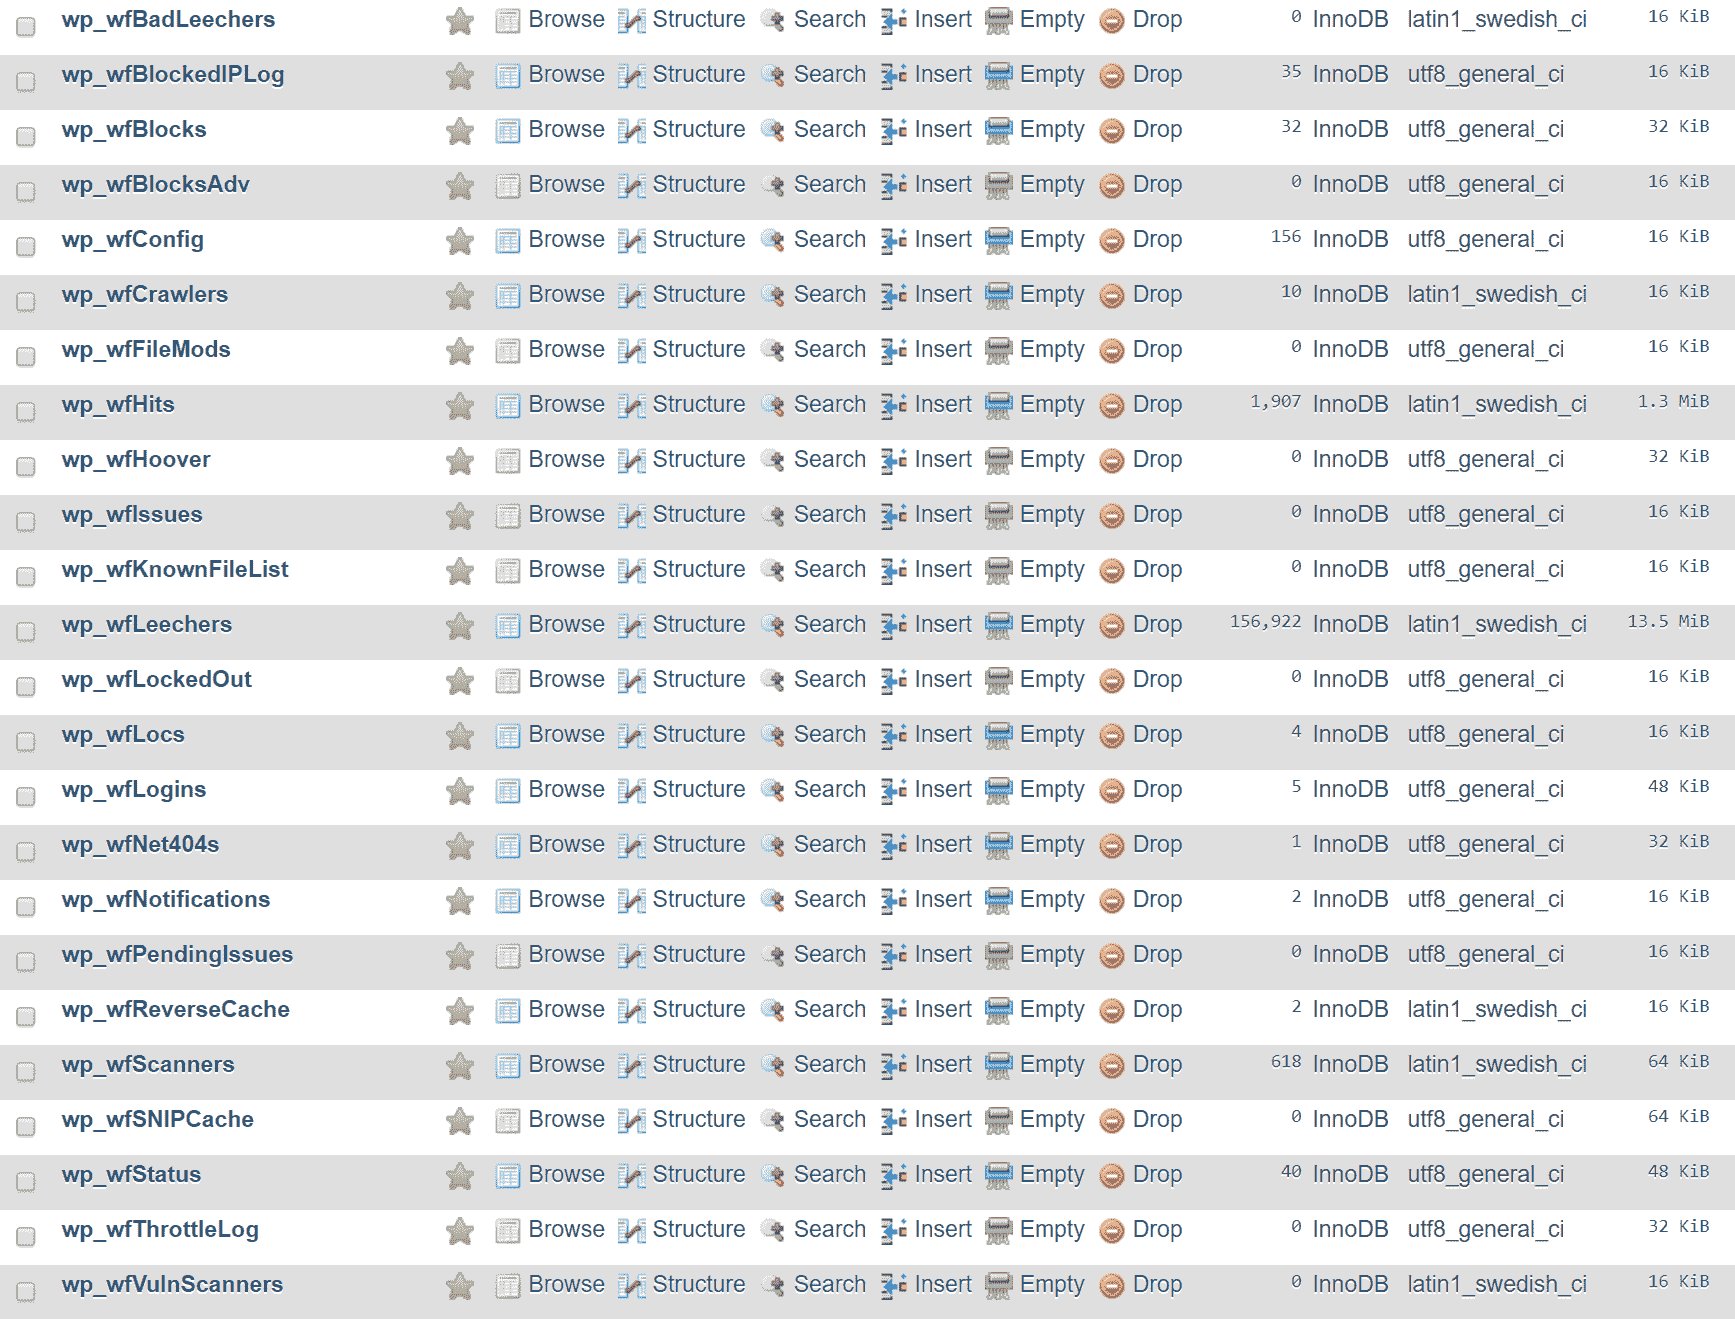 wp_wfBadLeechers Browse Structure Search Insert Empty Drop 0 InnoDB latin1_swedish_ci 16 KiB
wp_wfBlockedIPLog Browse Structure Search Insert Empty Drop 35 InnoDB utf8_general_ci 16 KiB
wp_wfBlocks Browse Structure Search Insert Empty Drop 32 InnoDB utf8_general_ci 32 KiB
wp_wfBlocksAdv Browse Structure Search Insert Empty Drop 0 InnoDB utf8_general_ci 16 KiB
wp_wfConfig Browse Structure Search Insert Empty Drop 156 InnoDB utf8_general_ci 16 KiB
wp_wfCrawlers Browse Structure Search Insert Empty Drop 10 InnoDB latin1_swedish_ci 16 KiB
wp_wfFileMods Browse Structure Search Insert Empty Drop 0 InnoDB utf8_general_ci 16 KiB
wp_wfHits Browse Structure Search Insert Empty Drop 1,907 InnoDB latin1_swedish_ci 1.3 MiB
wp_wfHoover Browse Structure Search Insert Empty Drop 0 InnoDB utf8_general_ci 32 KiB
wp_wfIssues Browse Structure Search Insert Empty Drop 0 InnoDB utf8_general_ci 16 KiB
wp_wfKnownFileList Browse Structure Search Insert Empty Drop 0 InnoDB utf8_general_ci 16 KiB
wp_wfLeechers Browse Structure Search Insert Empty Drop 156,922 InnoDB latin1_swedish_ci 13.5 MiB
wp_wfLockedOut Browse Structure Search Insert Empty Drop 0 InnoDB utf8_general_ci 16 KiB
wp_wfLocs Browse Structure Search Insert Empty Drop 4 InnoDB utf8_general_ci 16 KiB
wp_wfLogins Browse Structure Search Insert Empty Drop 5 InnoDB utf8_general_ci 48 KiB
wp_wfNet404s Browse Structure Search Insert Empty Drop 1 InnoDB utf8_general_ci 32 KiB
wp_wfNotifications Browse Structure Search Insert Empty Drop 2 InnoDB utf8_general_ci 16 KiB
wp_wfPendingIssues Browse Structure Search Insert Empty Drop 0 InnoDB utf8_general_ci 16 KiB
wp_wfReverseCache Browse Structure Search Insert Empty Drop 2 InnoDB latin1_swedish_ci 16 KiB
wp_wfScanners Browse Structure Search Insert Empty Drop 618 InnoDB latin1_swedish_ci 64 KiB
wp_wfSNIPCache Browse Structure Search Insert Empty Drop 0 InnoDB utf8_general_ci 64 KiB
wp_wfStatus Browse Structure Search Insert Empty Drop 40 InnoDB utf8_general_ci 48 KiB
wp_wfThrottleLog Browse Structure Search Insert Empty Drop 0 InnoDB utf8_general_ci 32 KiB
wp_wfVulnScanners Browse Structure Search Insert Empty Drop 0 InnoDB latin1_swedish_ci 16 KiB